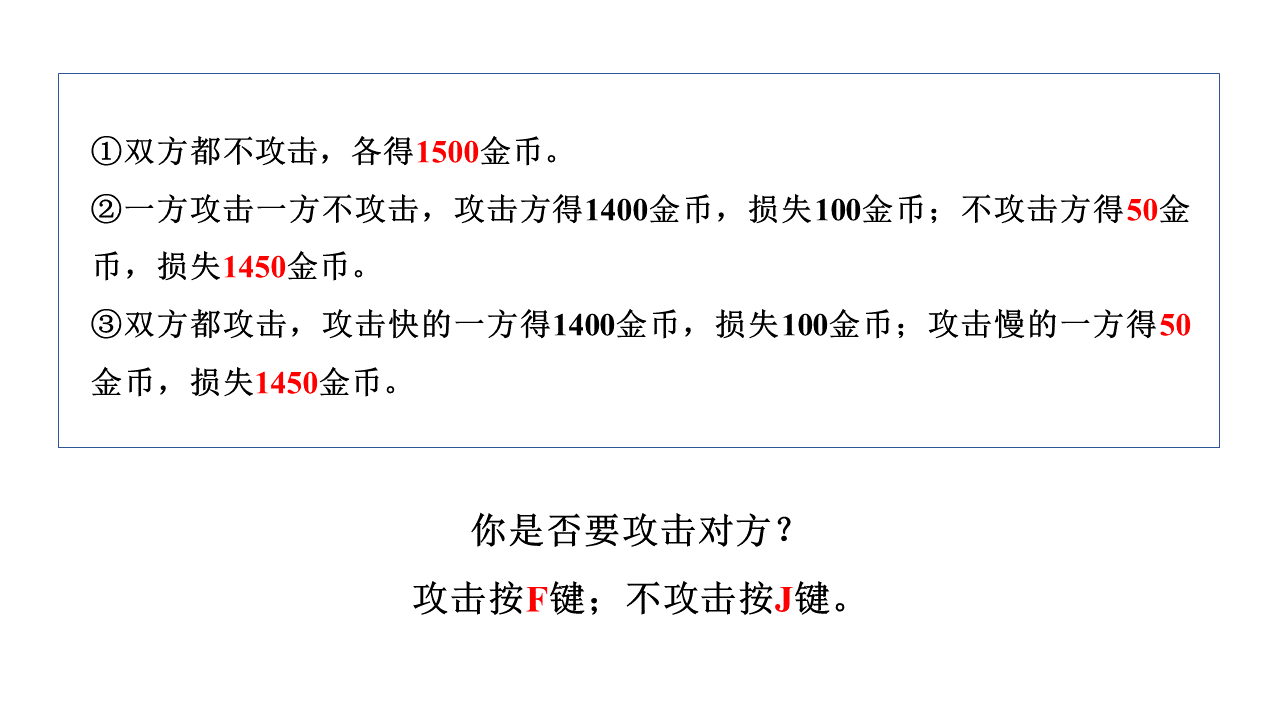 ①双方都不攻击，各得1500金币。
②一方攻击一方不攻击，攻击方得1400金币，损失100金币；不攻击方得50金
币，损失1450金币。
③双方都攻击，攻击快的一方得1400金币，损失100金币；攻击慢的一方得50
金币，损失1450金币。
你是否要攻击对方？
攻击按F键；不攻击按J键。